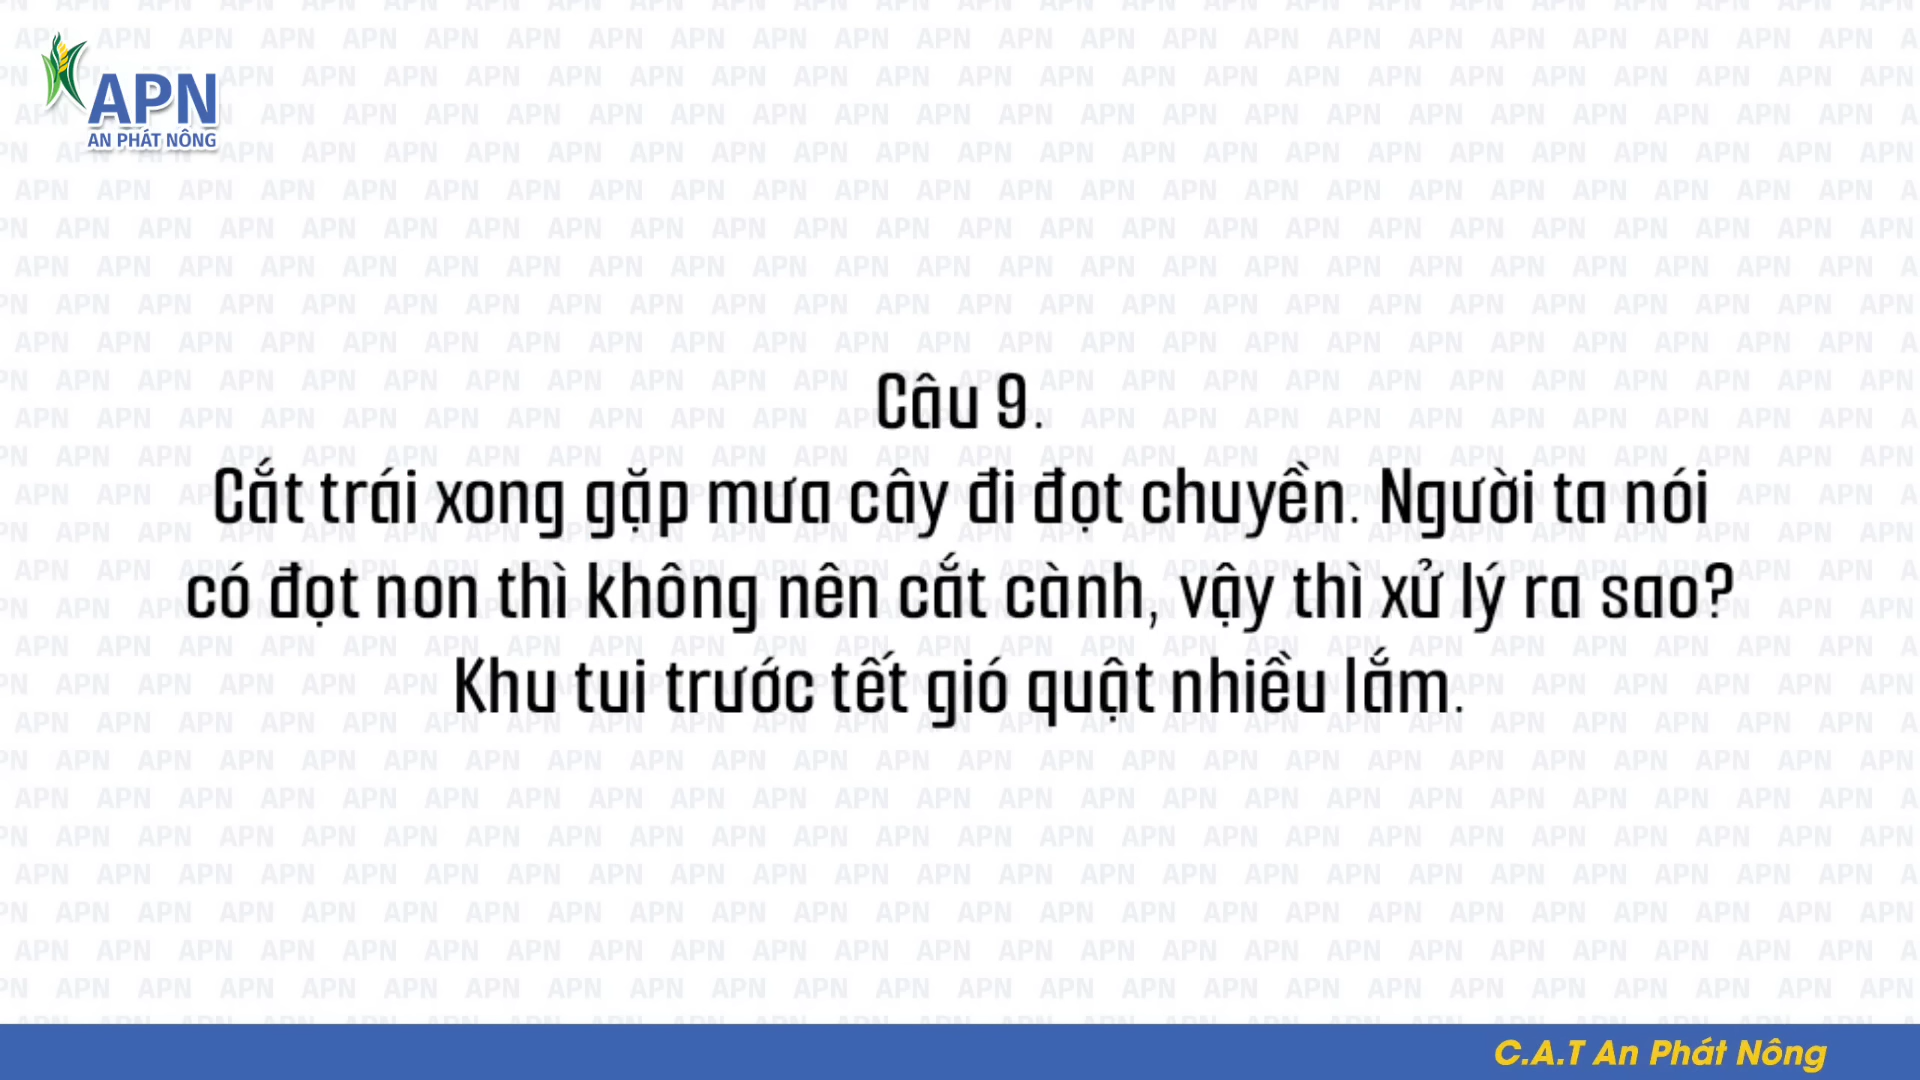 APN
AN PHÁT NÔNG
Câu 9.
Cắt trái xong gặp mưa cây đi đọt chuyền. Người ta nói
có đọt non thì không nên cắt cành, vậy thì xử lý ra sao?
Khu tui trước tết gió quật nhiều lắm.
C.A.T An Phát Nông